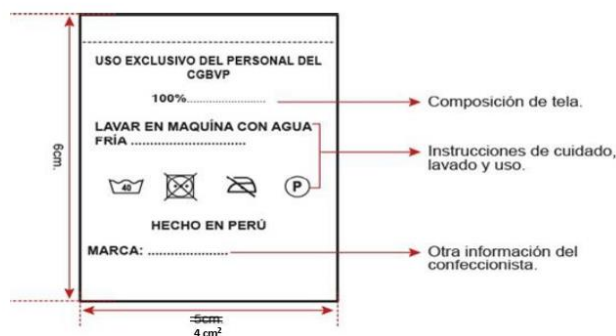 USO EXCLUSIVO DEL PERSONAL DEL
CGBVP
100%........................
Composición de tela.
LAVAR EN MAQUÍNA CON AGUA
FRÍA ..............................
Instrucciones de cuidado,
lavado y uso.
40
P
HECHO EN PERÚ
MARCA: .....................
Otra información del
confeccionista.
6cm.
5cm.
4 cm²